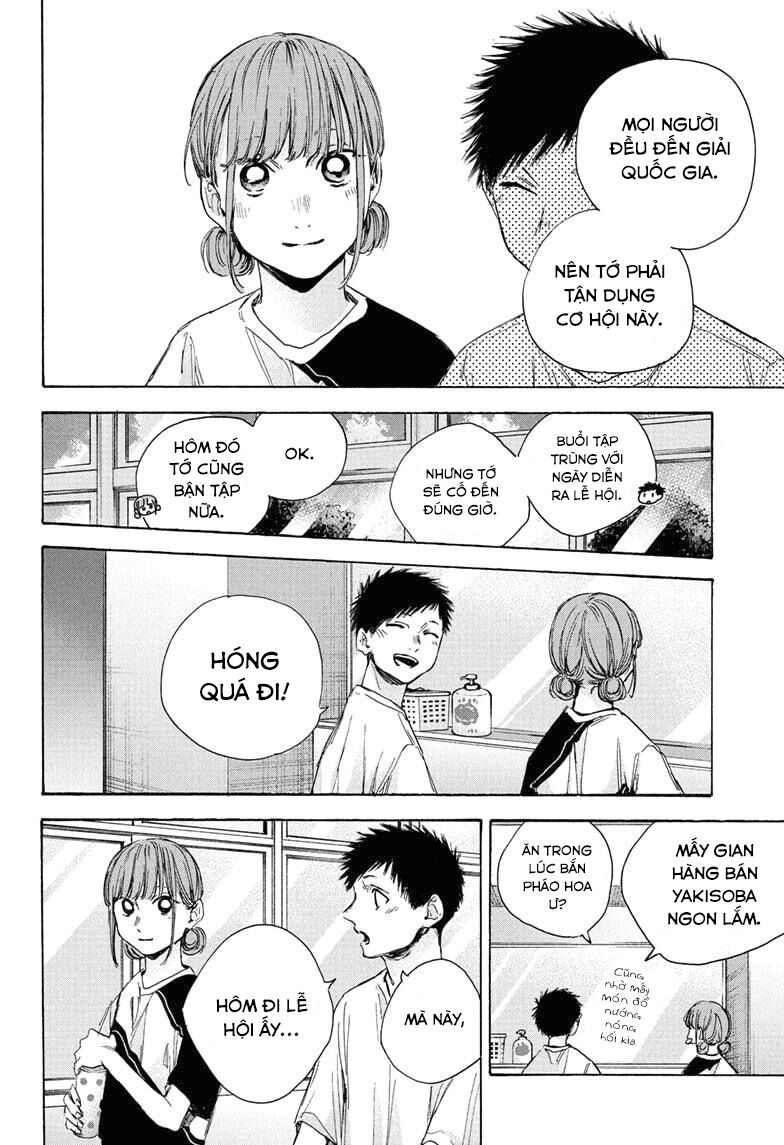 MỌI NGƯỜI
ĐỀU ĐẾN GIẢI
QUỐC GIA.
NÊN TỚ PHẢI
TẬN DỤNG
CƠ HỘI NÀY.
BUỔI TẬP
TRÙNG VỚI
NGÀY DIỄN
RA LỄ HỘI.
NHƯNG TỚ
SẼ CỐ ĐẾN
ĐÚNG GIỜ.
OK.
HÔM ĐÓ
TỚ CŨNG
BẬN TẬP
NỮA.
HÓNG
QUÁ ĐI!
MẤY GIAN
HÀNG BÁN
YAKISOBA
NGON LẮM.
ĂN TRONG
LÚC BẮN
PHÁO HOA
Ư?
Cũng
nhờ mấy
món đồ
nướng
nóng
hổi kia
MÀ NÀY,
HÔM ĐI LỄ
HỘI ẤY...